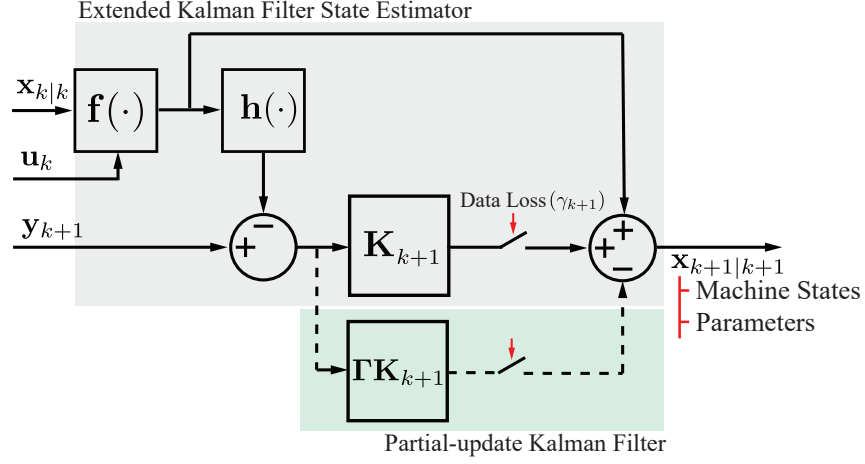 Extended Kalman Filter State Estimator
x_{k|k}
f(·)
h(·)
u_k
−
Data Loss(γ_{k+1})
y_{k+1}
+
K_{k+1}
+
+
−
x_{k+1|k+1}
Machine States
Parameters
ΓK_{k+1}
Partial-update Kalman Filter